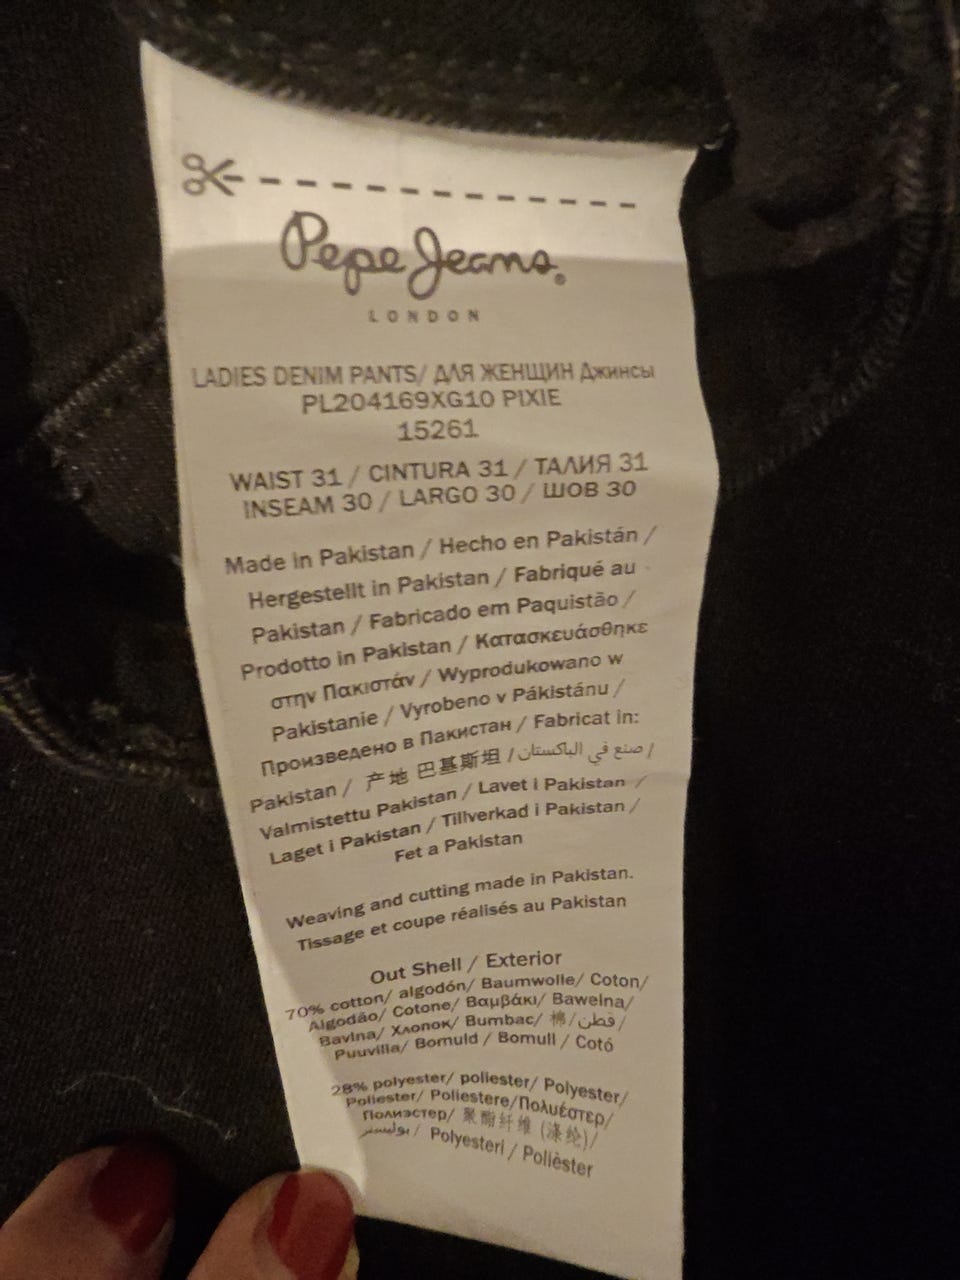 Pepe Jeans®
LONDON
LADIES DENIM PANTS/ ДЛЯ ЖЕНЩИН Джинсы
PL204169XG10 PIXIE
15261
WAIST 31 / CINTURA 31 / ТАЛИЯ 31
INSEAM 30 / LARGO 30 / ШОВ 30
Made in Pakistan / Hecho en Pakistán /
Hergestellt in Pakistan / Fabriqué au
Pakistan / Fabricado em Paquistão /
Prodotto in Pakistan / Κατασκευάσθηκε
στην Πακιστάν / Wyprodukowano w
Pakistanie / Vyrobeno v Pákistánu /
Произведено в Пакистан / Fabricat in:
Pakistan / 产地 巴基斯坦 / صنع في الباكستان /
Valmistettu Pakistan / Lavet i Pakistan /
Laget i Pakistan / Tillverkad i Pakistan /
Fet a Pakistan
Weaving and cutting made in Pakistan.
Tissage et coupe réalisés au Pakistan
Out Shell / Exterior
70% cotton/ algodón/ Baumwolle/ Coton/
Algodão/ Cotone/ Βαμβάκι/ Bawelna/
Bavlna/ Хлопок/ Bumbac/ 棉/ قطن/
Puuvilla/ Bomuld / Bomull / Cotó
28% polyester/ poliester/ Polyester/
Poliester/ Poliestere/Πολυέστερ/
Полиэстер/ 聚酯纤维 (涤纶)/
بوليستر / Polyesteri / Polièster